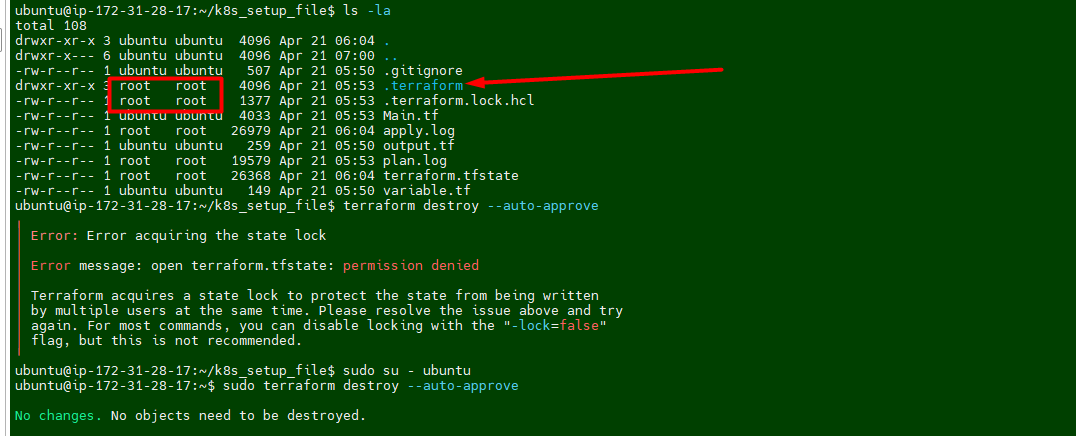 ubuntu@ip-172-31-28-17:~/k8s_setup_file$ ls -la
total 108
drwxr-xr-x 3 ubuntu ubuntu  4096 Apr 21 06:04 .
drwxr-x--- 6 ubuntu ubuntu  4096 Apr 21 07:00 ..
-rw-r--r-- 1 ubuntu ubuntu   507 Apr 21 05:50 .gitignore
drwxr-xr-x 3 root   root    4096 Apr 21 05:53 .terraform
-rw-r--r-- 1 root   root    1377 Apr 21 05:53 .terraform.lock.hcl
-rw-r--r-- 1 ubuntu ubuntu  4033 Apr 21 05:53 Main.tf
-rw-r--r-- 1 root   root   26979 Apr 21 06:04 apply.log
-rw-r--r-- 1 ubuntu ubuntu   259 Apr 21 05:50 output.tf
-rw-r--r-- 1 root   root   19579 Apr 21 05:53 plan.log
-rw-r--r-- 1 root   root   26368 Apr 21 06:04 terraform.tfstate
-rw-r--r-- 1 ubuntu ubuntu   149 Apr 21 05:50 variable.tf
ubuntu@ip-172-31-28-17:~/k8s_setup_file$ terraform destroy --auto-approve
Error: Error acquiring the state lock
Error message: open terraform.tfstate: permission denied
Terraform acquires a state lock to protect the state from being written
by multiple users at the same time. Please resolve the issue above and try
again. For most commands, you can disable locking with the "-lock=false"
flag, but this is not recommended.
ubuntu@ip-172-31-28-17:~/k8s_setup_file$ sudo su - ubuntu
ubuntu@ip-172-31-28-17:~$ sudo terraform destroy --auto-approve
No changes. No objects need to be destroyed.